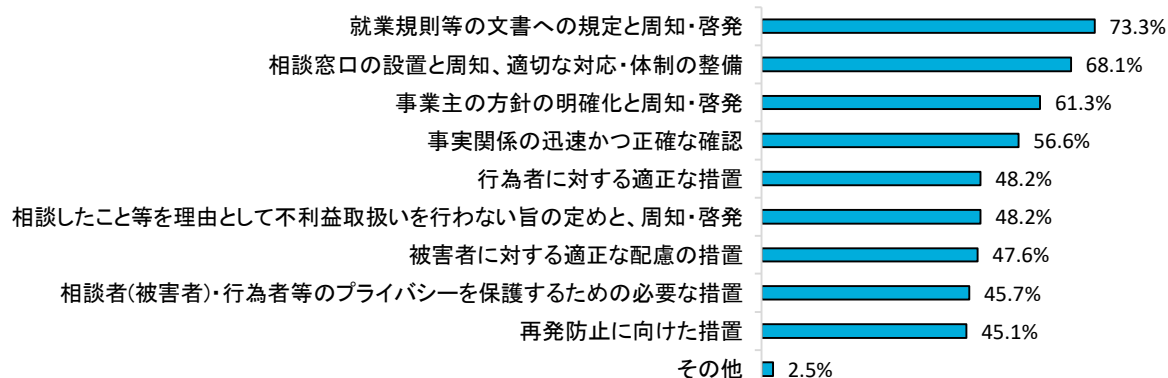 就業規則等の文書への規定と周知・啓発 73.3%
相談窓口の設置と周知、適切な対応・体制の整備 68.1%
事業主の方針の明確化と周知・啓発 61.3%
事実関係の迅速かつ正確な確認 56.6%
行為者に対する適正な措置 48.2%
相談したこと等を理由として不利益取扱いを行わない旨の定めと、周知・啓発 48.2%
被害者に対する適正な配慮の措置 47.6%
相談者(被害者)・行為者等のプライバシーを保護するための必要な措置 45.7%
再発防止に向けた措置 45.1%
その他 2.5%